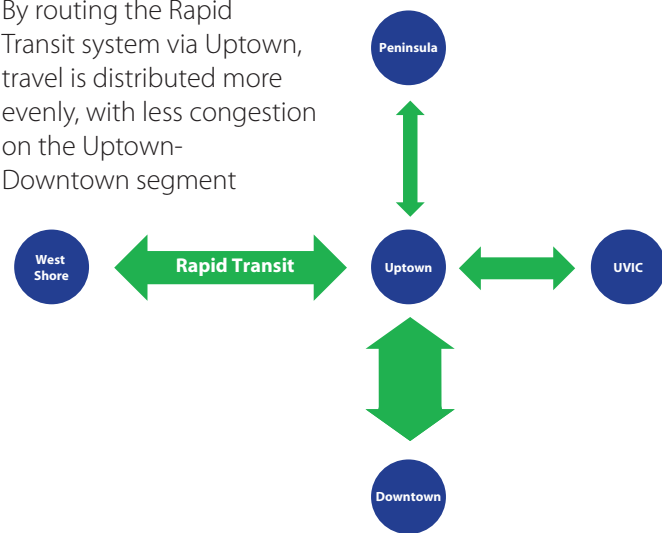 By routing the Rapid
Transit system via Uptown,
travel is distributed more
evenly, with less congestion
on the Uptown-
Downtown segment
Peninsula
West
Shore
Rapid Transit
Uptown
UVIC
Downtown